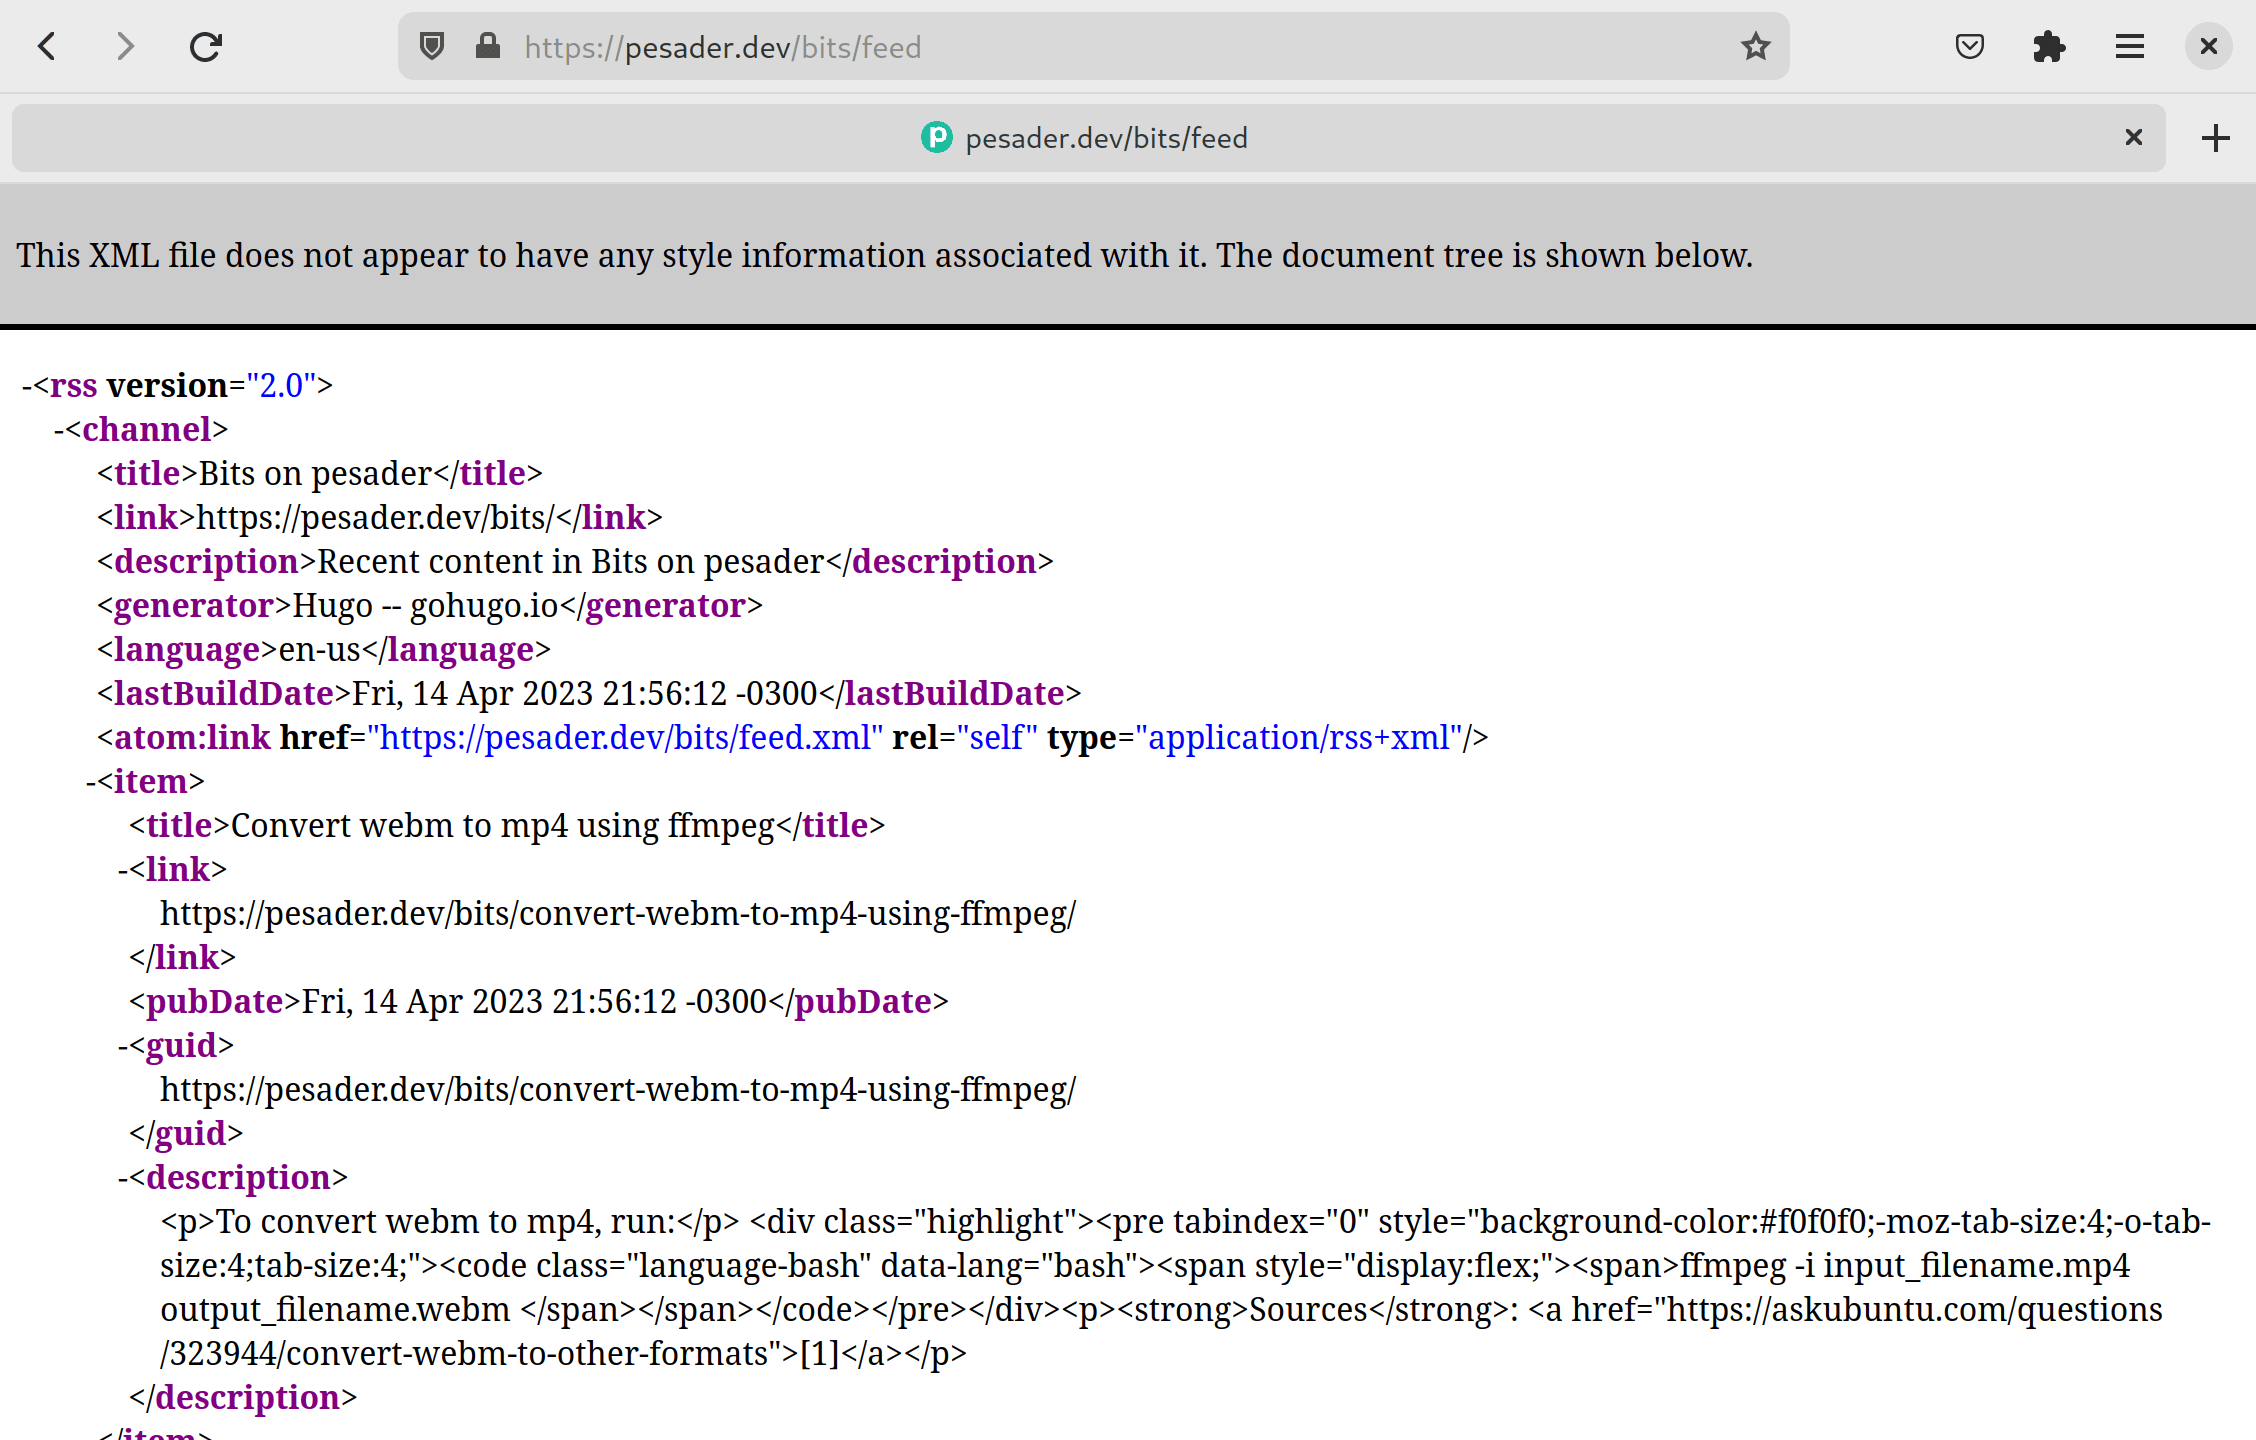 https://pesader.dev/bits/feed
pesader.dev/bits/feed
This XML file does not appear to have any style information associated with it. The document tree is shown below.
-<rss version="2.0">
-<channel>
<title>Bits on pesader</title>
<link>https://pesader.dev/bits/</link>
<description>Recent content in Bits on pesader</description>
<generator>Hugo -- gohugo.io</generator>
<language>en-us</language>
<lastBuildDate>Fri, 14 Apr 2023 21:56:12 -0300</lastBuildDate>
<atom:link href="https://pesader.dev/bits/feed.xml" rel="self" type="application/rss+xml"/>
-<item>
<title>Convert webm to mp4 using ffmpeg</title>
-<link>
https://pesader.dev/bits/convert-webm-to-mp4-using-ffmpeg/
</link>
<pubDate>Fri, 14 Apr 2023 21:56:12 -0300</pubDate>
-<guid>
https://pesader.dev/bits/convert-webm-to-mp4-using-ffmpeg/
</guid>
-<description>
<p>To convert webm to mp4, run:</p> <div class="highlight"><pre tabindex="0" style="background-color:#f0f0f0;-moz-tab-size:4;-o-tab-
size:4;tab-size:4;"><code class="language-bash" data-lang="bash"><span style="display:flex;"><span>ffmpeg -i input_filename.mp4
output_filename.webm </span></span></code></pre></div><p><strong>Sources</strong>: <a href="https://askubuntu.com/questions
/323944/convert-webm-to-other-formats">[1]</a></p>
</description>
</item>